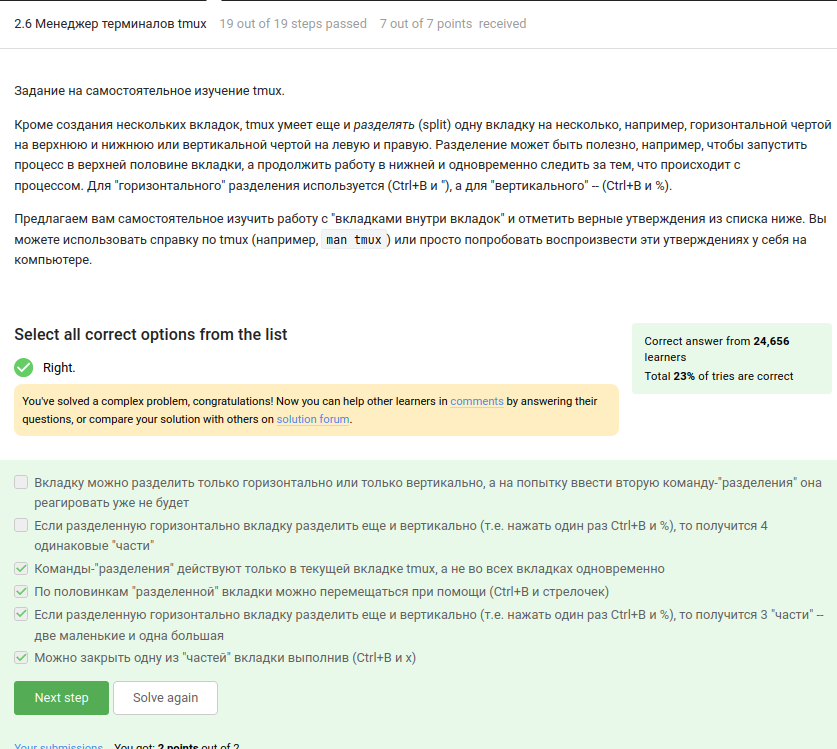 2.6 Менеджер терминалов tmux 19 out of 19 steps passed 7 out of 7 points received
Задание на самостоятельное изучение tmux.
Кроме создания нескольких вкладок, tmux умеет еще и разделять (split) одну вкладку на несколько, например, горизонтальной чертой
на верхнюю и нижнюю или вертикальной чертой на левую и правую. Разделение может быть полезно, например, чтобы запустить
процесс в верхней половине вкладки, а продолжить работу в нижней и одновременно следить за тем, что происходит с
процессом. Для "горизонтального" разделения используется (Ctrl+B и "), а для "вертикального" -- (Ctrl+B и %).
Предлагаем вам самостоятельное изучить работу с "вкладками внутри вкладок" и отметить верные утверждения из списка ниже. Вы
можете использовать справку по tmux (например, man tmux ) или просто попробовать воспроизвести эти утверждениях у себя на
компьютере.
Select all correct options from the list
Correct answer from 24,656
learners
Total 23% of tries are correct
Right.
You've solved a complex problem, congratulations! Now you can help other learners in comments by answering their
questions, or compare your solution with others on solution forum.
Вкладку можно разделить только горизонтально или только вертикально, а на попытку ввести вторую команду-"разделения" она
реагировать уже не будет
Если разделенную горизонтально вкладку разделить еще и вертикально (т.е. нажать один раз Ctrl+B и %), то получится 4
одинаковые "части"
Команды-"разделения" действуют только в текущей вкладке tmux, а не во всех вкладках одновременно
По половинкам "разделенной" вкладки можно перемещаться при помощи (Ctrl+B и стрелочек)
Если разделенную горизонтально вкладку разделить еще и вертикально (т.е. нажать один раз Ctrl+B и %), то получится 3 "части" --
две маленькие и одна большая
Можно закрыть одну из "частей" вкладки выполнив (Ctrl+B и x)
Next step Solve again
Your submissions You get: 2 points out of 2